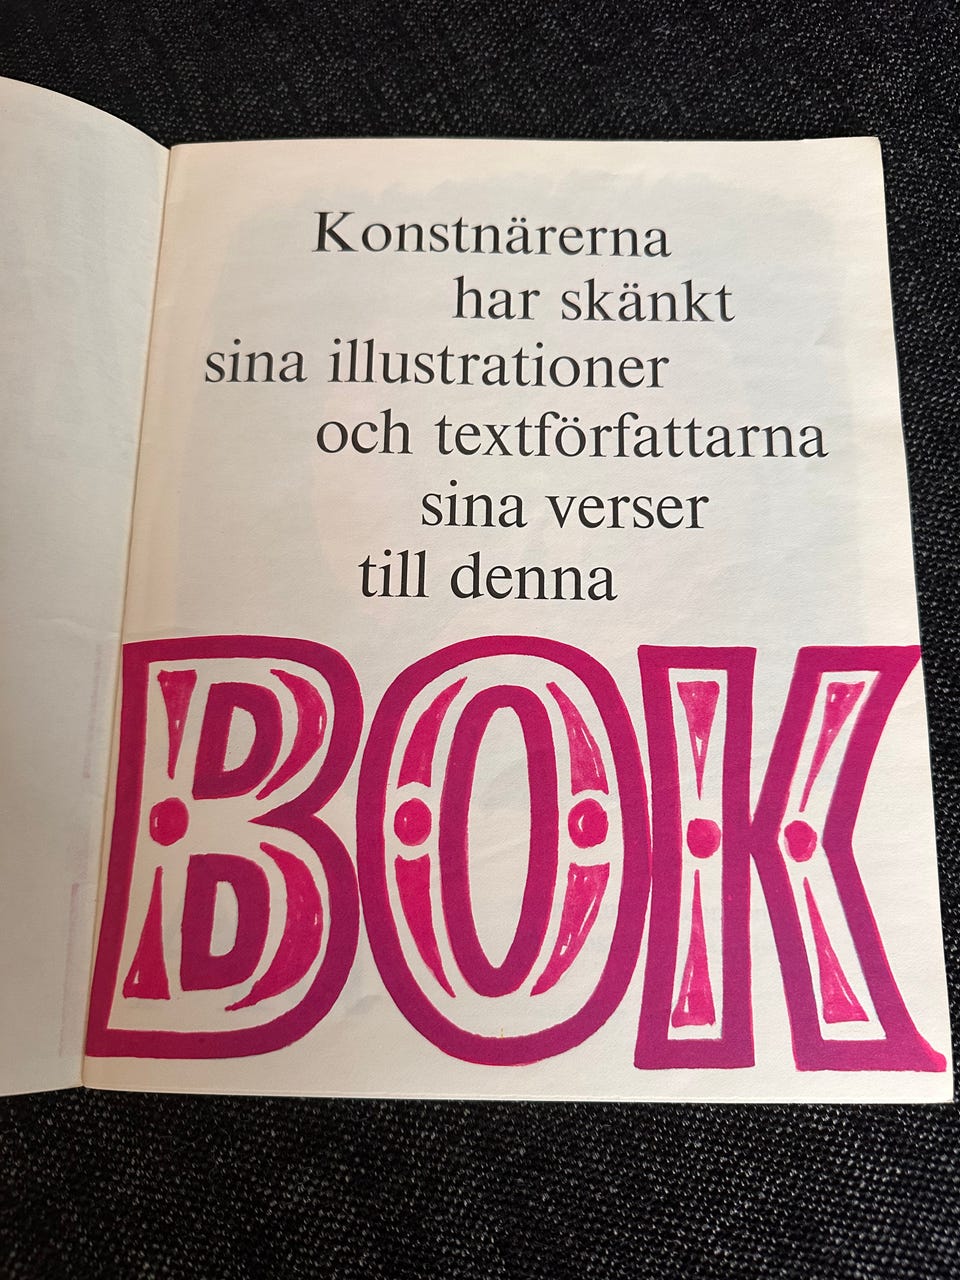 Konstnärerna
har skänkt
sina illustrationer
och textförfattarna
sina verser
till denna
BOK